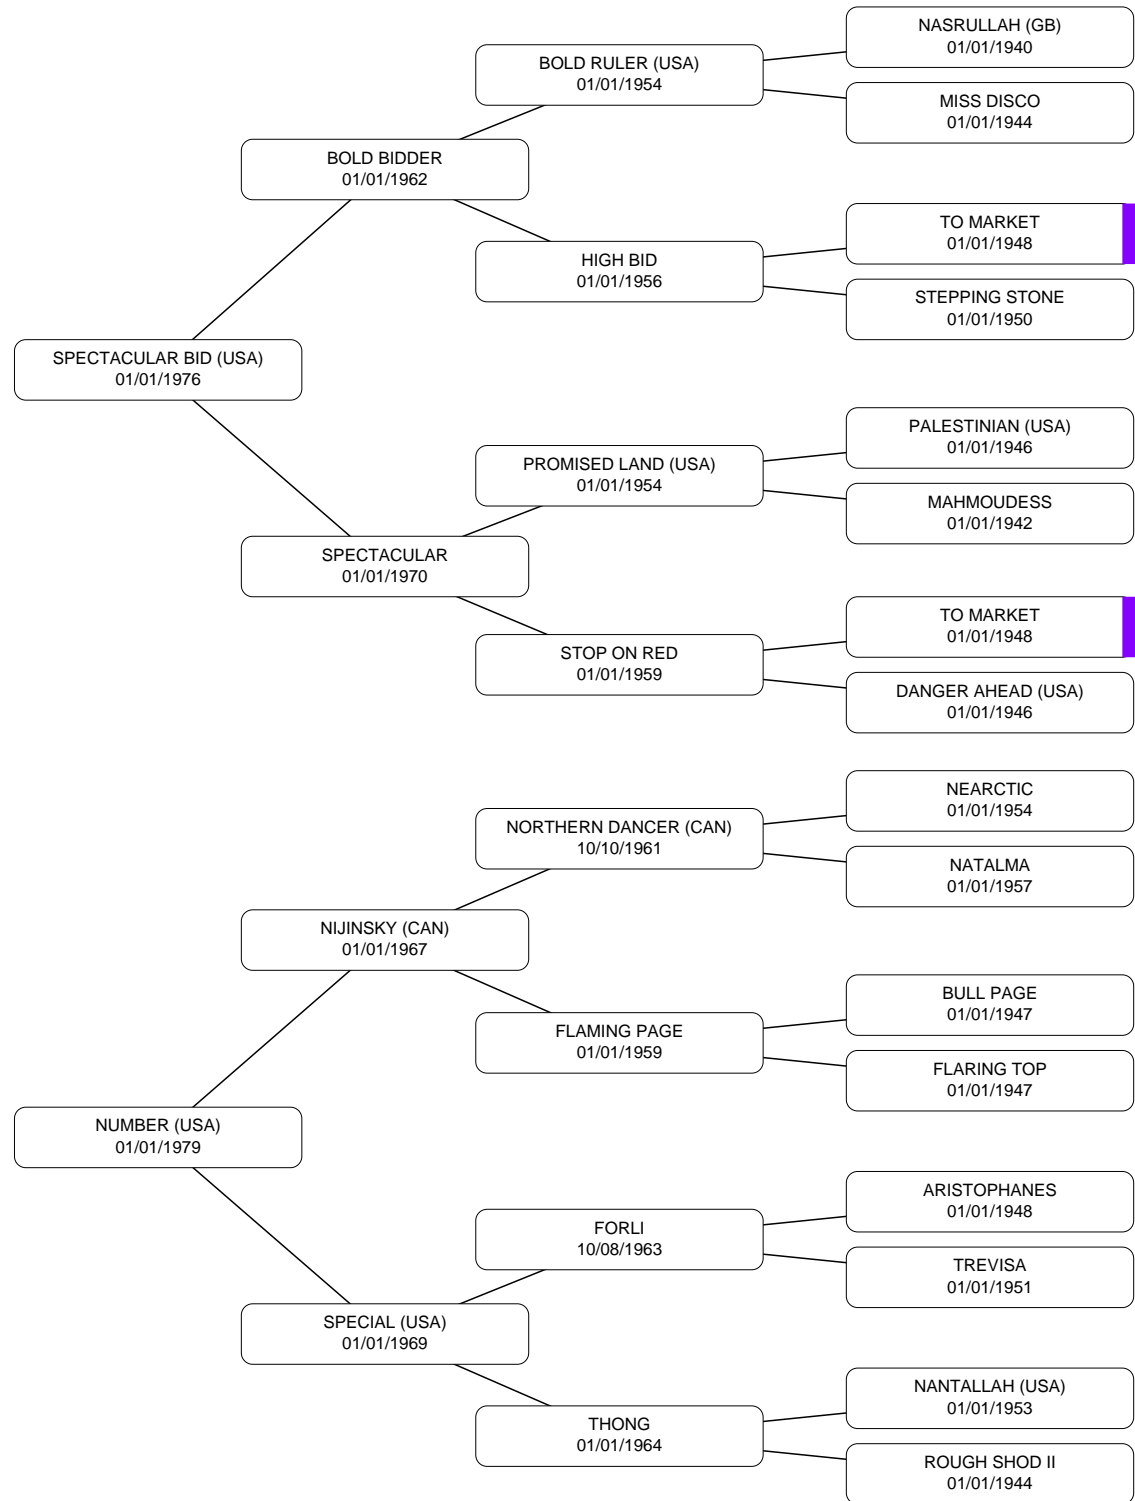 NASRULLAH (GB)
01/01/1940
BOLD RULER (USA)
01/01/1954
MISS DISCO
01/01/1944
BOLD BIDDER
01/01/1962
TO MARKET
01/01/1948
HIGH BID
01/01/1956
STEPPING STONE
01/01/1950
SPECTACULAR BID (USA)
01/01/1976
PALESTINIAN (USA)
01/01/1946
PROMISED LAND (USA)
01/01/1954
MAHMOUDESS
01/01/1942
SPECTACULAR
01/01/1970
TO MARKET
01/01/1948
STOP ON RED
01/01/1959
DANGER AHEAD (USA)
01/01/1946
NEARCTIC
01/01/1954
NORTHERN DANCER (CAN)
10/10/1961
NATALMA
01/01/1957
NIJINSKY (CAN)
01/01/1967
BULL PAGE
01/01/1947
FLAMING PAGE
01/01/1959
FLARING TOP
01/01/1947
NUMBER (USA)
01/01/1979
ARISTOPHANES
01/01/1948
FORLI
10/08/1963
TREVISA
01/01/1951
SPECIAL (USA)
01/01/1969
NANTALLAH (USA)
01/01/1953
THONG
01/01/1964
ROUGH SHOD II
01/01/1944